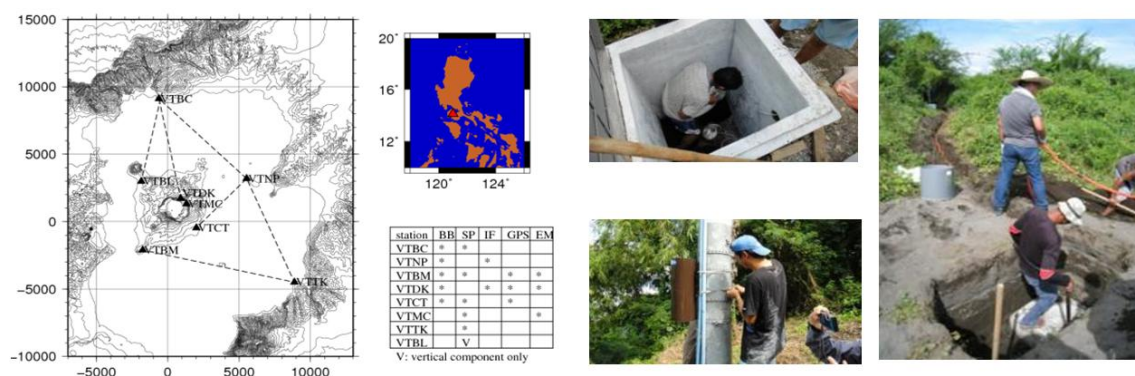 15000
10000
5000
0
−5000
−10000
−5000
0
5000
10000
VTBC
VTBL
VTDK
VTMC
VTNP
VTCT
VTBM
VTTK
20˚
16˚
12˚
120˚
124˚
station BB SP IF GPS EM
VTBC * *
VTNP * *
VTBM * * * *
VTDK * * * *
VTCT * * *
VTMC * *
VTTK *
VTBL V
V: vertical component only